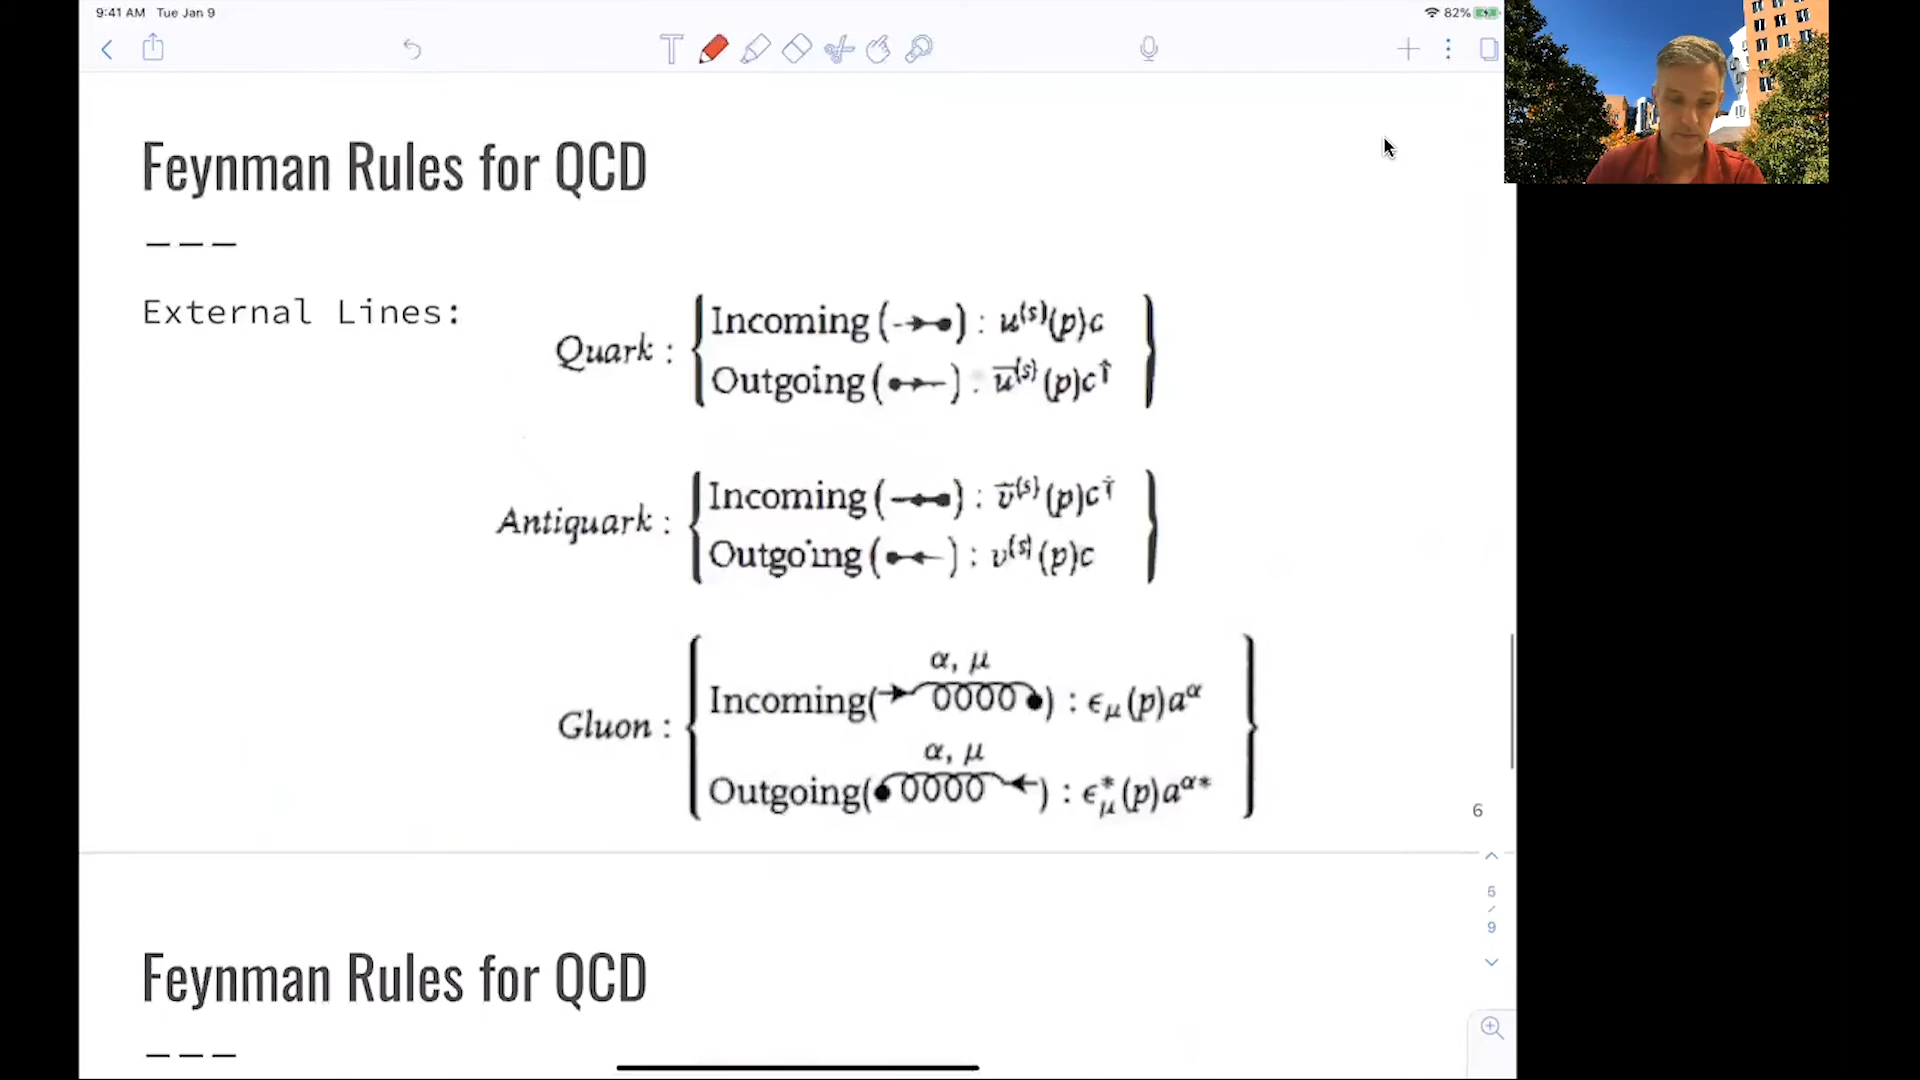 9:41 AM Tue Jan 9
82%
Feynman Rules for QCD
---
External Lines:
Quark :
Incoming ( ) : u^(s)(p)c
Outgoing ( ) : ū^(s)(p)c†
Antiquark :
Incoming ( ) : v̄^(s)(p)c†
Outgoing ( ) : v^(s)(p)c
Gluon :
α, μ
Incoming( ) : ϵ_μ(p)a^α
α, μ
Outgoing( ) : ϵ*_μ(p)a^α*
6
5
/
9
Feynman Rules for QCD
---